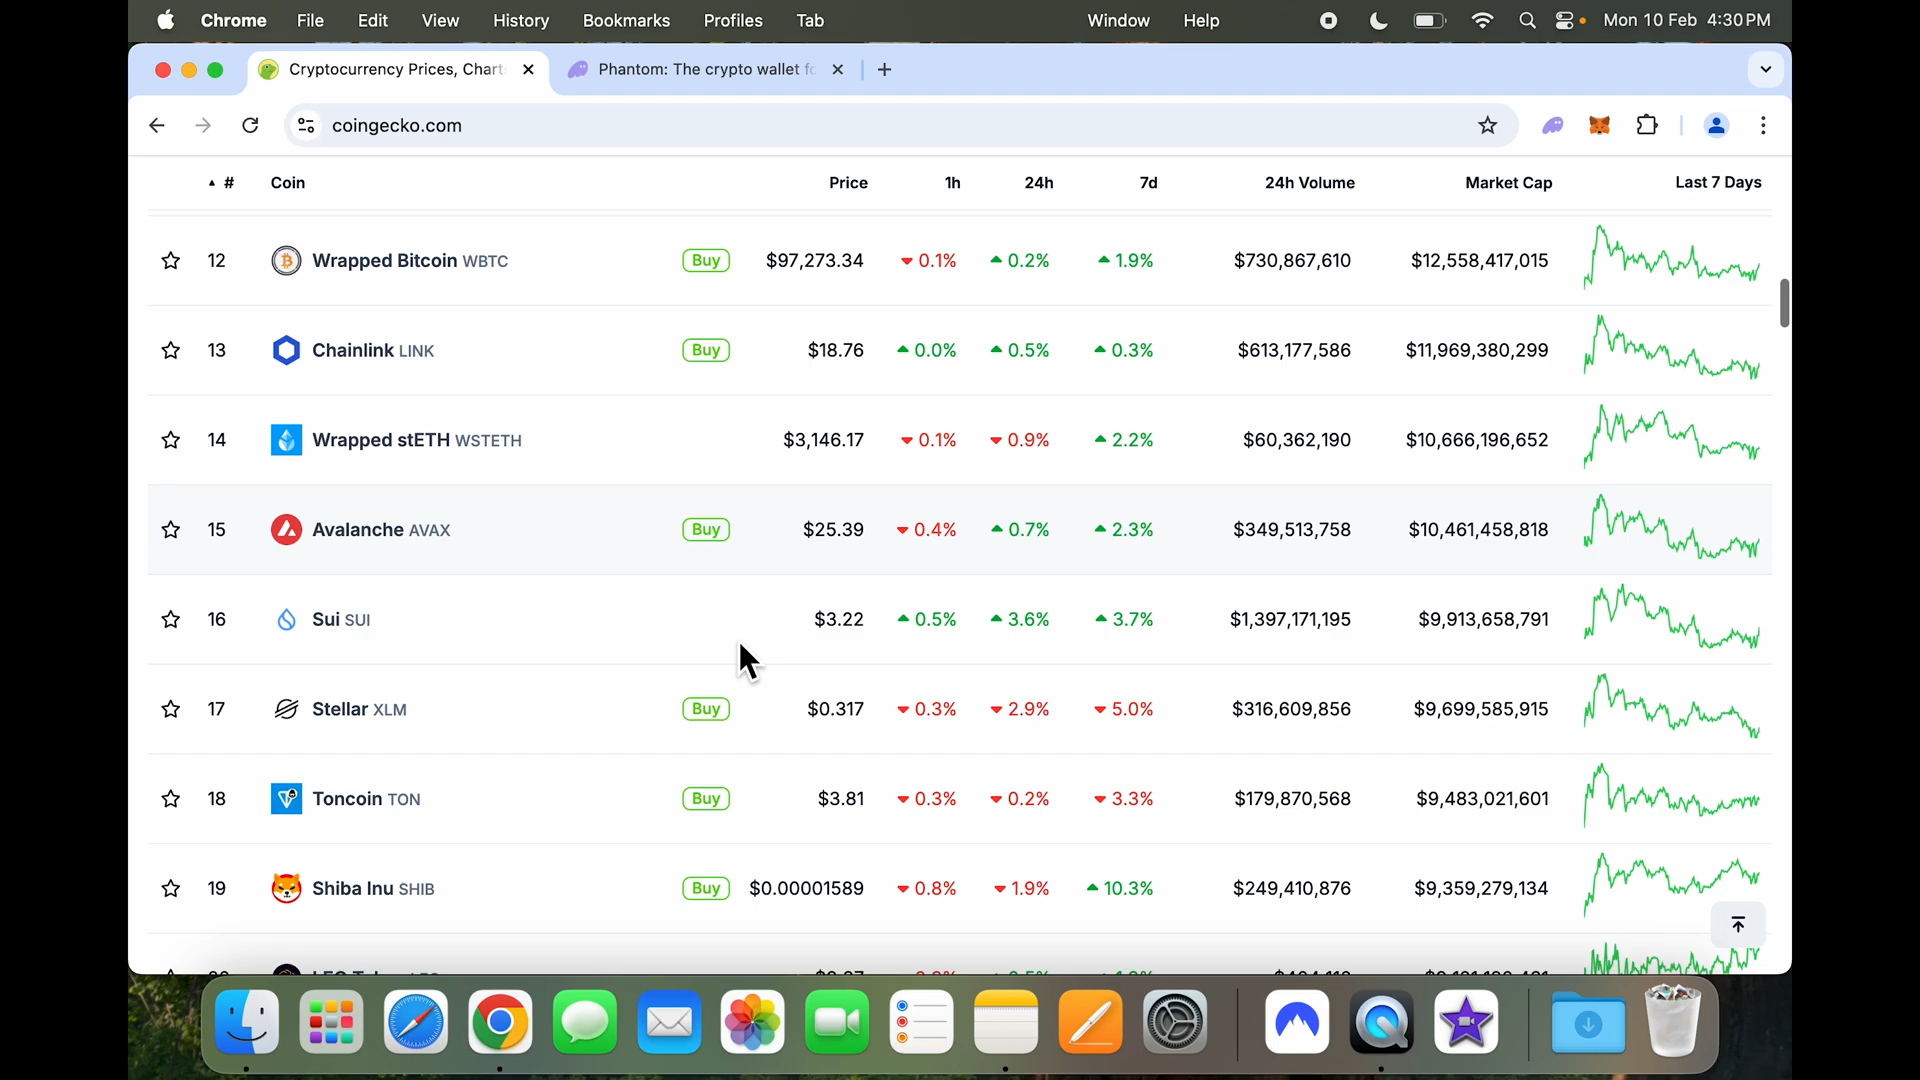 Chrome File Edit View History Bookmarks Profiles Tab Window Help Mon 10 Feb 4:30 PM
Cryptocurrency Prices, Chart Phantom: The crypto wallet fo
coingecko.com
# Coin Price 1h 24h 7d 24h Volume Market Cap Last 7 Days
12 Wrapped Bitcoin WBTC Buy $97,273.34 0.1% 0.2% 1.9% $730,867,610 $12,558,417,015
13 Chainlink LINK Buy $18.76 0.0% 0.5% 0.3% $613,177,586 $11,969,380,299
14 Wrapped stETH WSTETH $3,146.17 0.1% 0.9% 2.2% $60,362,190 $10,666,196,652
15 Avalanche AVAX Buy $25.39 0.4% 0.7% 2.3% $349,513,758 $10,461,458,818
16 Sui SUI $3.22 0.5% 3.6% 3.7% $1,397,171,195 $9,913,658,791
17 Stellar XLM Buy $0.317 0.3% 2.9% 5.0% $316,609,856 $9,699,585,915
18 Toncoin TON Buy $3.81 0.3% 0.2% 3.3% $179,870,568 $9,483,021,601
19 Shiba Inu SHIB Buy $0.00001589 0.8% 1.9% 10.3% $249,410,876 $9,359,279,134